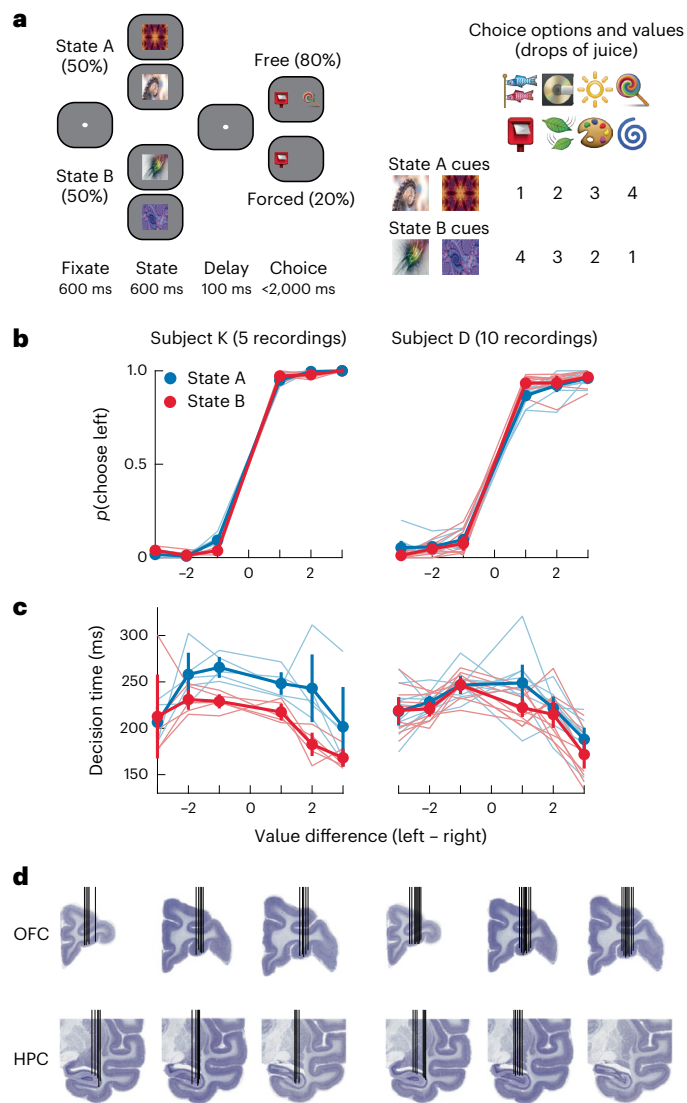 a
State A
(50%)
State B
(50%)
Free (80%)
Forced (20%)
Fixate
600 ms
State
600 ms
Delay
100 ms
Choice
<2,000 ms
Choice options and values
(drops of juice)
State A cues
1 2 3 4
State B cues
4 3 2 1
b
Subject K (5 recordings)
Subject D (10 recordings)
State A
State B
p(choose left)
1.0
0.5
0
−2 0 2
−2 0 2
c
Decision time (ms)
300
250
200
150
−2 0 2
−2 0 2
Value difference (left – right)
d
OFC
HPC